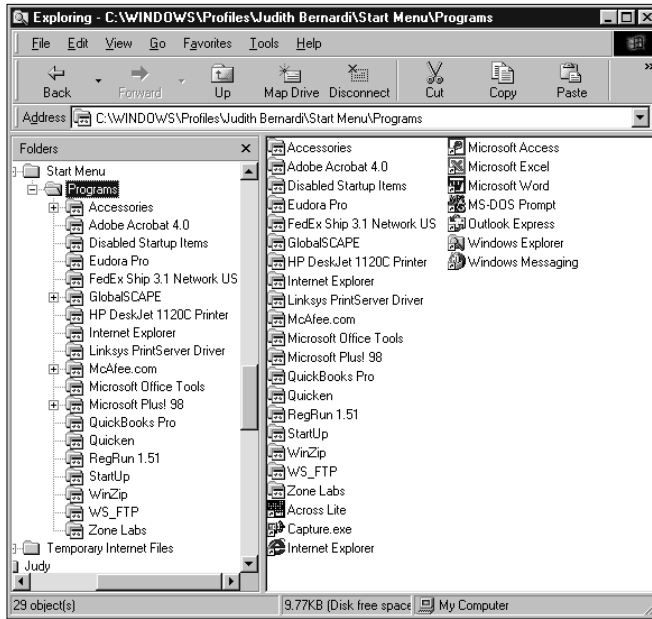 Exploring - C:\WINDOWS\Profiles\Judith Bernardi\Start Menu\Programs
File Edit View Go Favorites Tools Help
Back Forward Up Map Drive Disconnect Cut Copy Paste »
Address C:\WINDOWS\Profiles\Judith Bernardi\Start Menu\Programs
Folders
Start Menu
Programs
Accessories
Adobe Acrobat 4.0
Disabled Startup Items
Eudora Pro
FedEx Ship 3.1 Network US
GlobalSCAPE
HP DeskJet 1120C Printer
Internet Explorer
Linksys PrintServer Driver
McAfee.com
Microsoft Office Tools
Microsoft Plus! 98
QuickBooks Pro
Quicken
RegRun 1.51
StartUp
WinZip
WS_FTP
Zone Labs
Temporary Internet Files
Judy
Accessories
Adobe Acrobat 4.0
Disabled Startup Items
Eudora Pro
FedEx Ship 3.1 Network US
GlobalSCAPE
HP DeskJet 1120C Printer
Internet Explorer
Linksys PrintServer Driver
McAfee.com
Microsoft Office Tools
Microsoft Plus! 98
QuickBooks Pro
Quicken
RegRun 1.51
StartUp
WinZip
WS_FTP
Zone Labs
Across Lite
Capture.exe
Internet Explorer
Microsoft Access
Microsoft Excel
Microsoft Word
MS-DOS Prompt
Outlook Express
Windows Explorer
Windows Messaging
29 object(s) 9.77KB (Disk free space My Computer